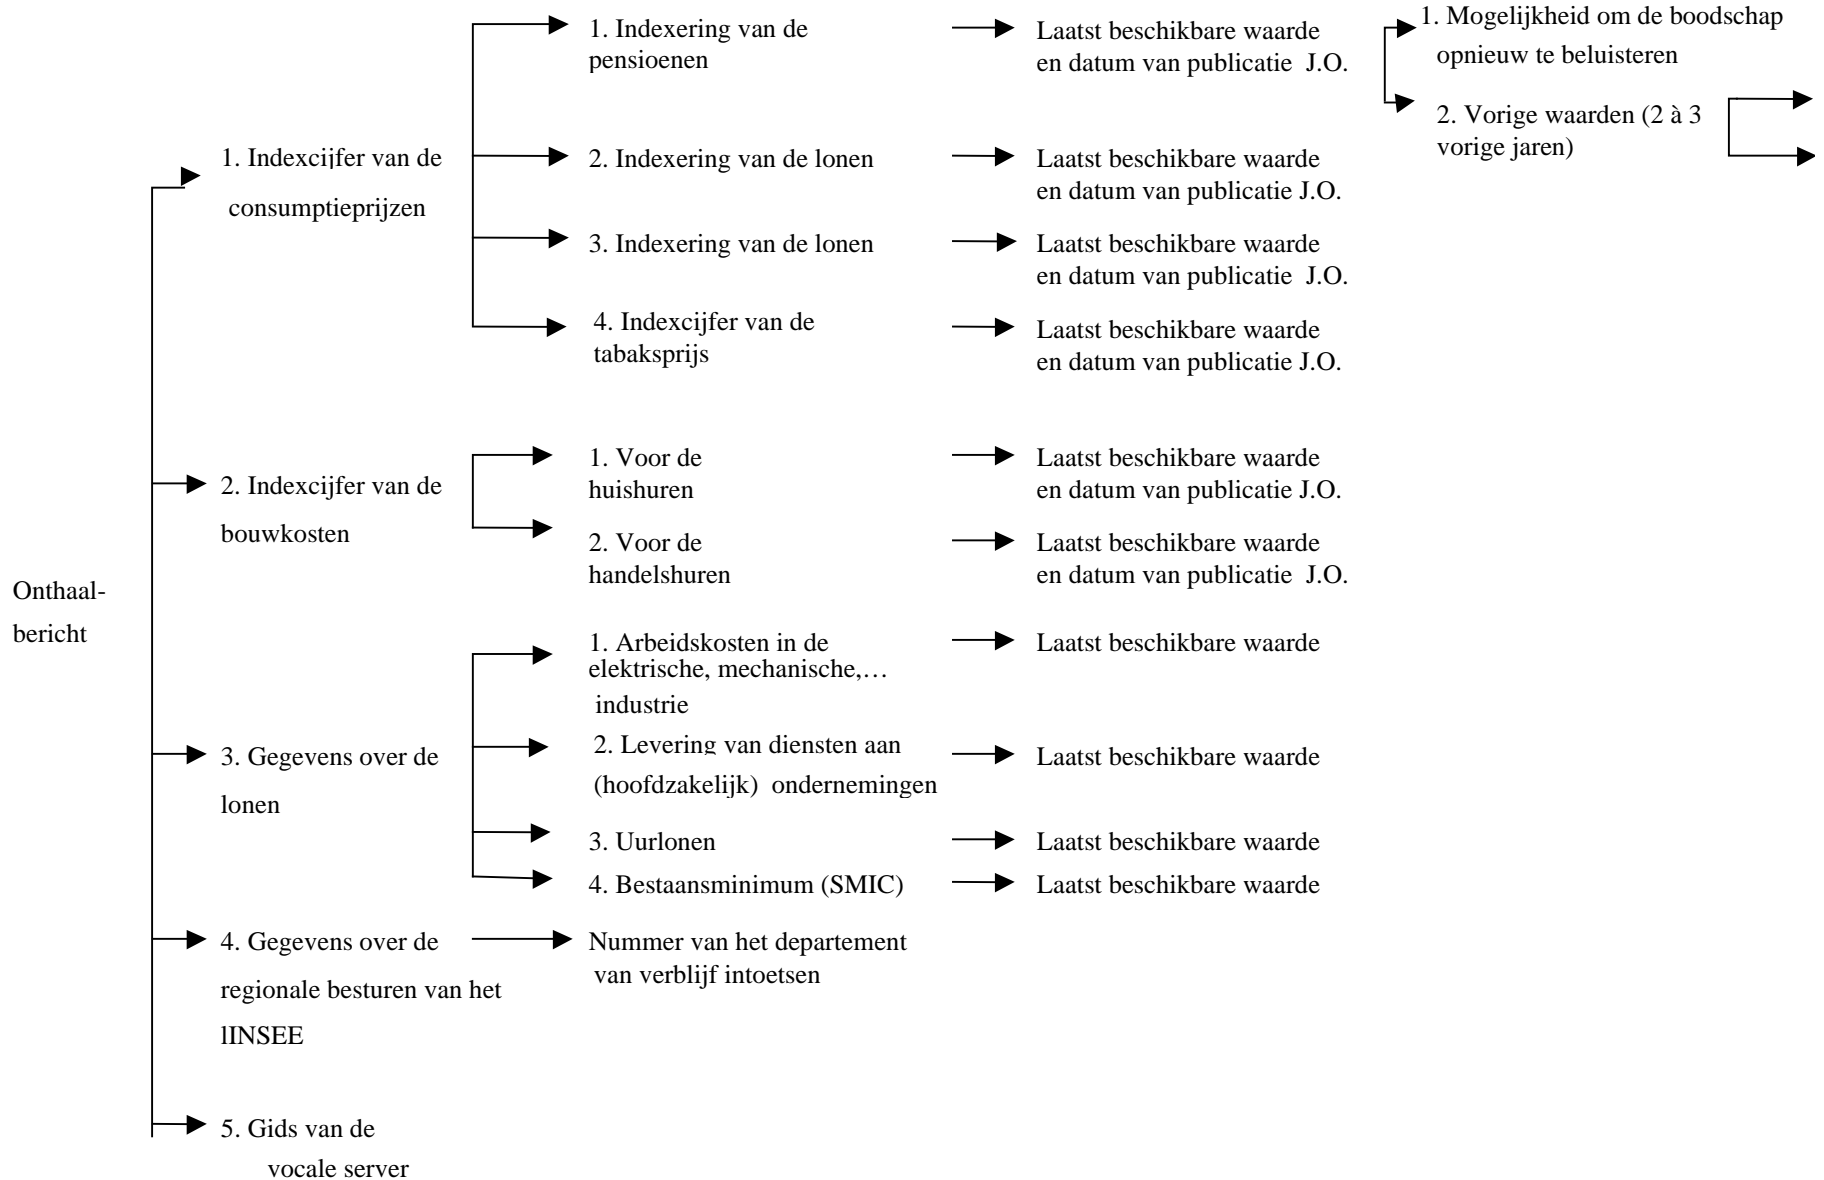 1. Indexering van de
pensioenen
Laatst beschikbare waarde
en datum van publicatie J.O.
1. Mogelijkheid om de boodschap
opnieuw te beluisteren
2. Vorige waarden (2 à 3
vorige jaren)
1. Indexcijfer van de
consumptieprijzen
2. Indexering van de lonen
Laatst beschikbare waarde
en datum van publicatie J.O.
3. Indexering van de lonen
Laatst beschikbare waarde
en datum van publicatie J.O.
4. Indexcijfer van de
tabaksprijs
Laatst beschikbare waarde
en datum van publicatie J.O.
2. Indexcijfer van de
bouwkosten
1. Voor de
huishuren
Laatst beschikbare waarde
en datum van publicatie J.O.
2. Voor de
handelshuren
Laatst beschikbare waarde
en datum van publicatie J.O.
Onthaal-
bericht
1. Arbeidskosten in de
elektrische, mechanische,…
industrie
Laatst beschikbare waarde
3. Gegevens over de
lonen
2. Levering van diensten aan
(hoofdzakelijk) ondernemingen
Laatst beschikbare waarde
3. Uurlonen
Laatst beschikbare waarde
4. Bestaansminimum (SMIC)
Laatst beschikbare waarde
4. Gegevens over de
regionale besturen van het
lINSEE
Nummer van het departement
van verblijf intoetsen
5. Gids van de
vocale server